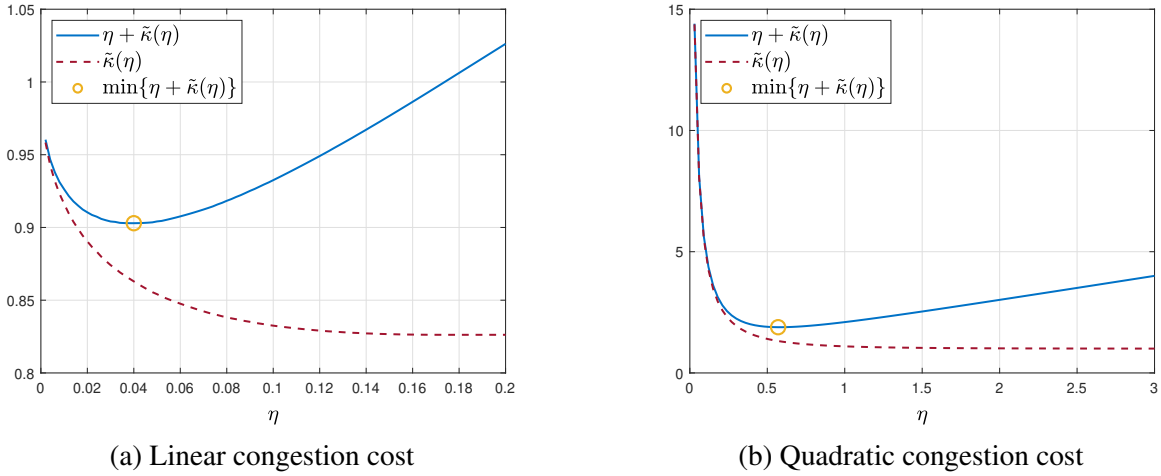 1.05
1
0.95
0.9
0.85
0.8
0
0.02
0.04
0.06
0.08
0.1
0.12
0.14
0.16
0.18
0.2
η
η + κ̃(η)
κ̃(η)
min{η + κ̃(η)}
(a) Linear congestion cost
15
10
5
0
0
0.5
1
1.5
2
2.5
3
η
η + κ̃(η)
κ̃(η)
min{η + κ̃(η)}
(b) Quadratic congestion cost